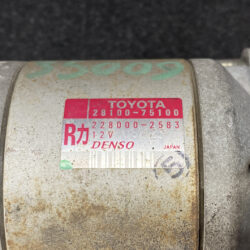 TOYOTA
28100-75100
Rカ
228000-2583
12V
DENSO
JAPAN